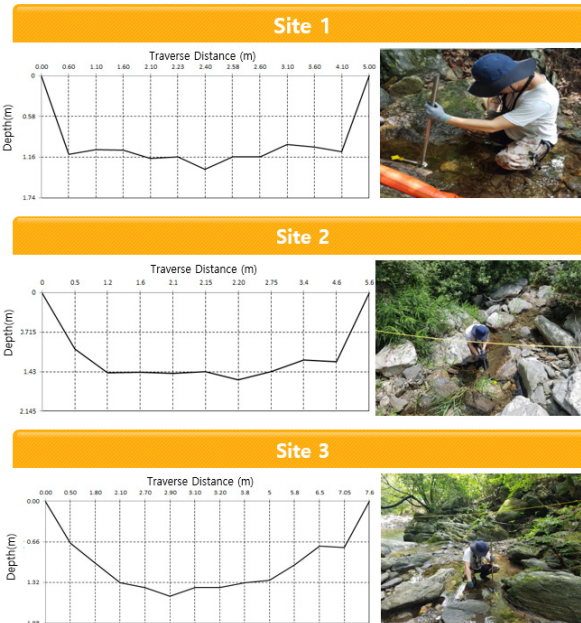 Site 1
Traverse Distance (m)
0.00 0.60 1.10 1.60 2.10 2.23 2.40 2.58 2.60 3.10 3.60 4.10 5.00
Depth(m)
0
0.58
1.16
1.74
Site 2
Traverse Distance (m)
0 0.5 1.2 1.6 2.1 2.15 2.20 2.75 3.4 4.6 5.6
Depth(m)
0
3.715
1.43
2.145
Site 3
Traverse Distance (m)
0.00 0.50 1.80 2.10 2.70 2.90 3.10 3.20 3.8 5 5.8 6.5 7.05 7.6
Depth(m)
0.00
0.66
1.32